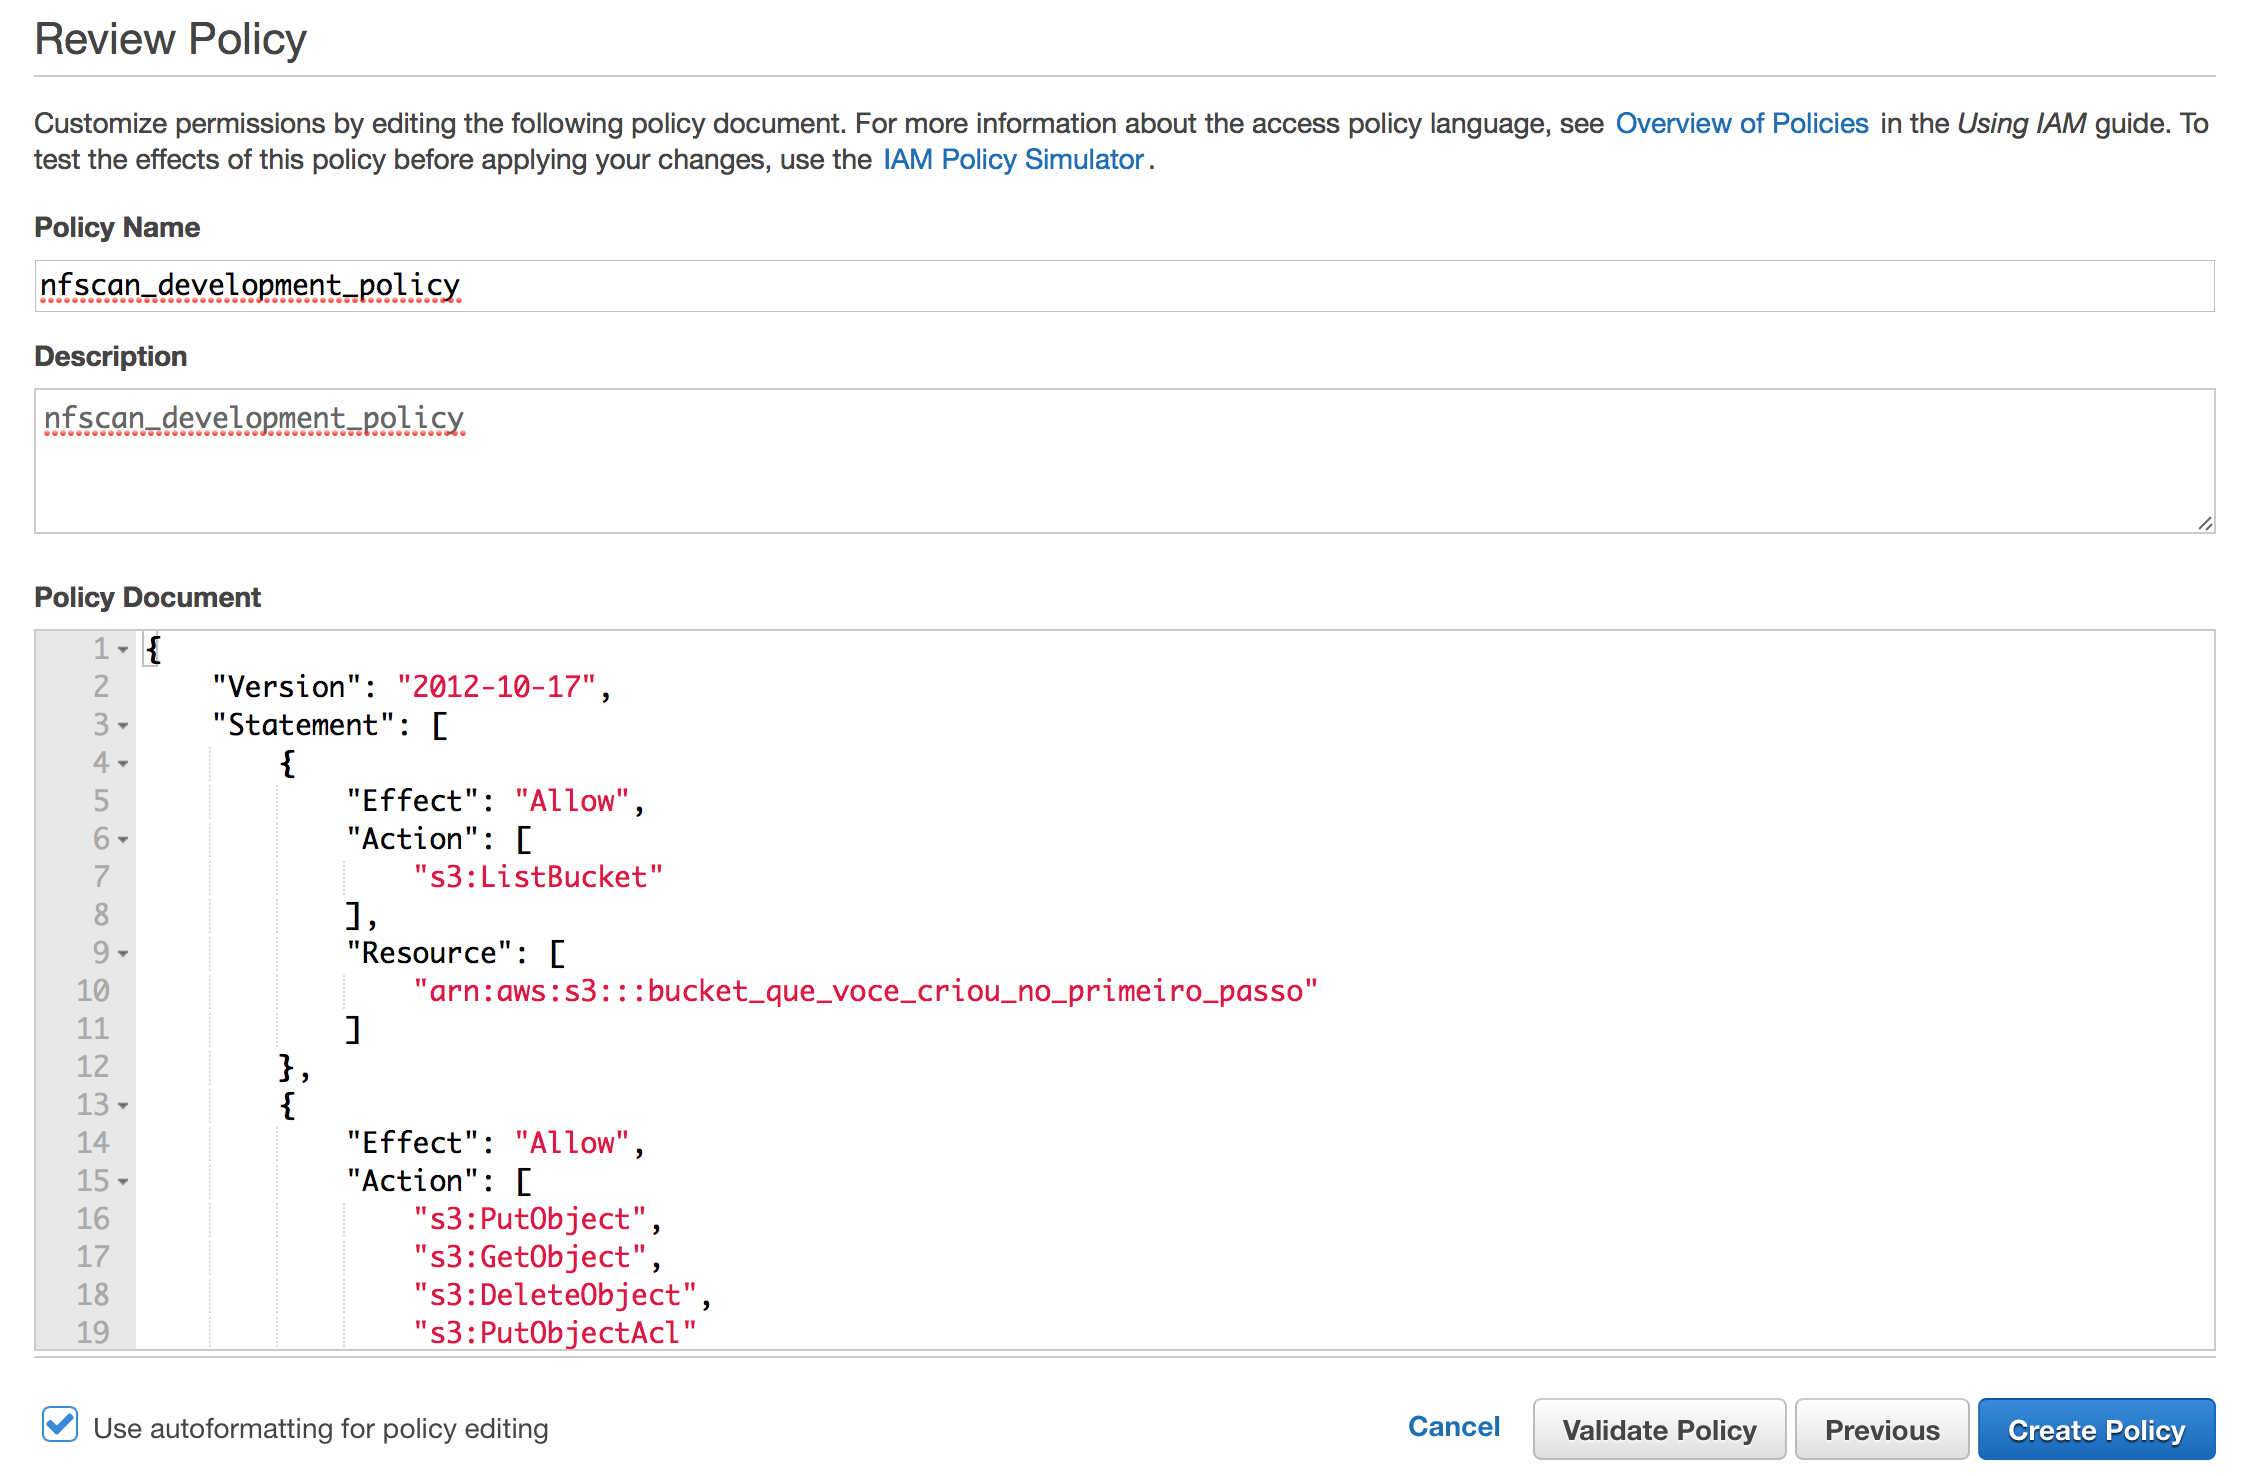 Review Policy
Customize permissions by editing the following policy document. For more information about the access policy language, see Overview of Policies in the Using IAM guide. To
test the effects of this policy before applying your changes, use the IAM Policy Simulator.
Policy Name
nfscan_development_policy
Description
nfscan_development_policy
Policy Document
1 {
2 "Version": "2012-10-17",
3 "Statement": [
4 {
5 "Effect": "Allow",
6 "Action": [
7 "s3:ListBucket"
8 ],
9 "Resource": [
10 "arn:aws:s3:::bucket_que_voce_criou_no_primeiro_passo"
11 ]
12 },
13 {
14 "Effect": "Allow",
15 "Action": [
16 "s3:PutObject",
17 "s3:GetObject",
18 "s3:DeleteObject",
19 "s3:PutObjectAcl"
Use autoformatting for policy editing
Cancel
Validate Policy
Previous
Create Policy